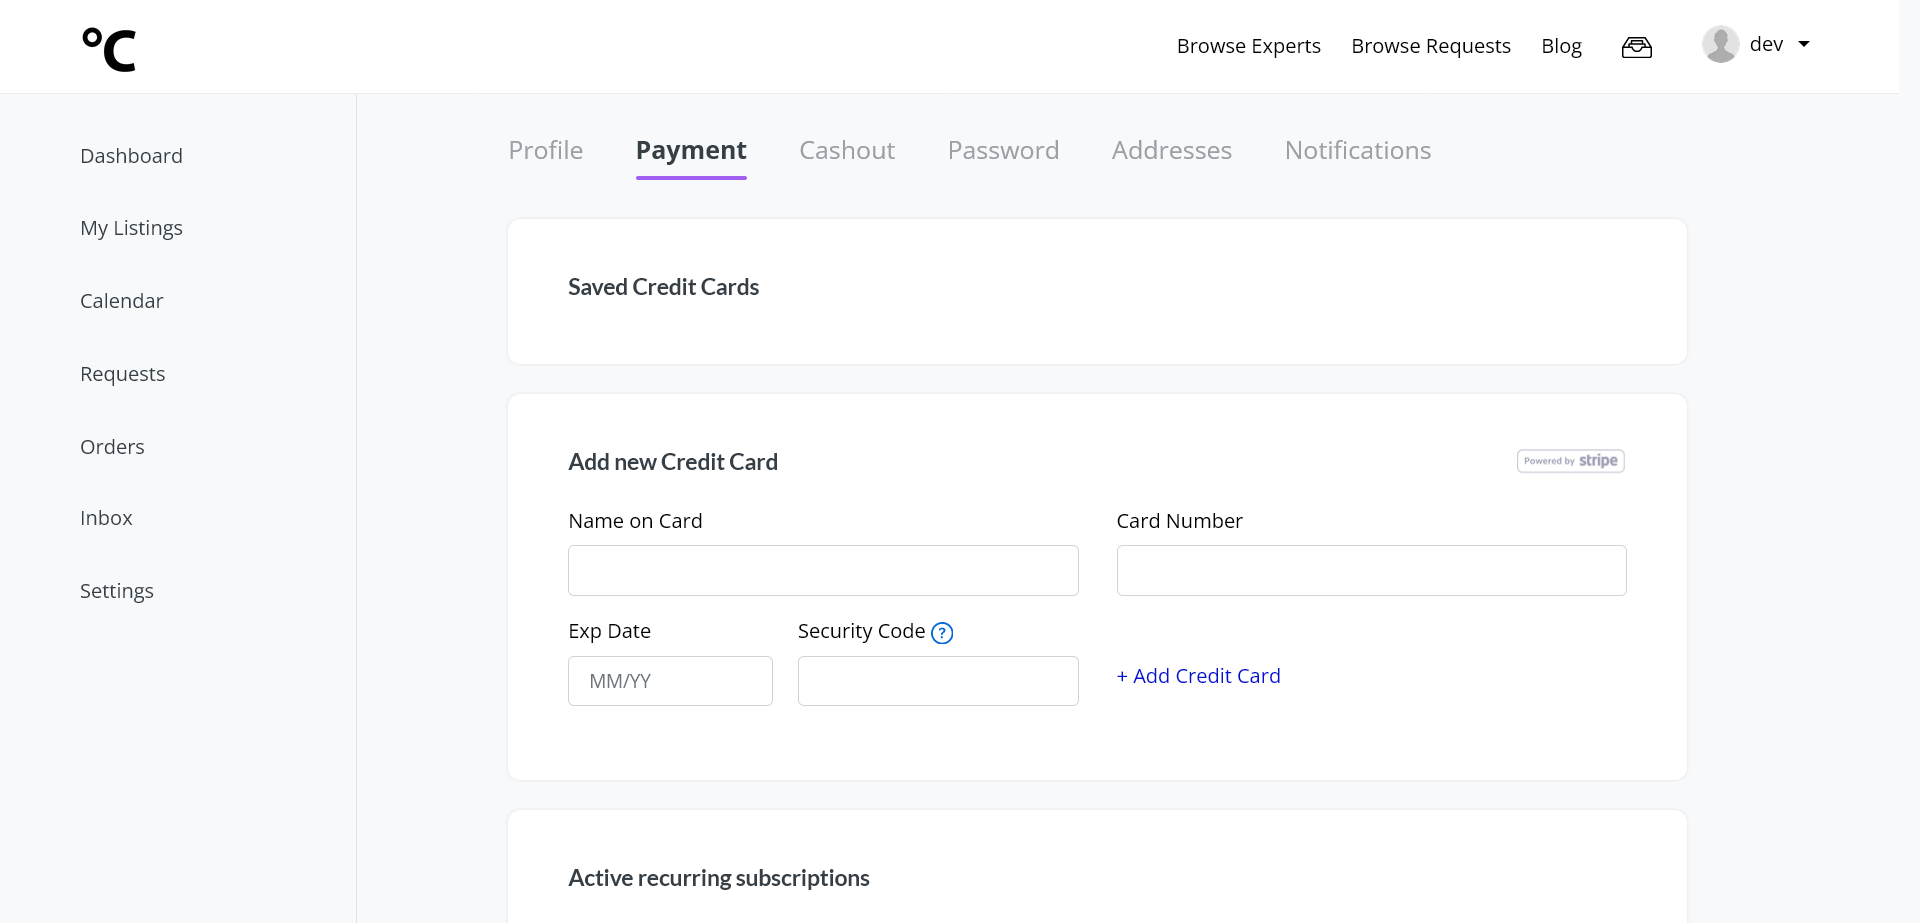 °C
Browse Experts
Browse Requests
Blog
dev
Dashboard
My Listings
Calendar
Requests
Orders
Inbox
Settings
Profile
Payment
Cashout
Password
Addresses
Notifications
Saved Credit Cards
Add new Credit Card
Powered by stripe
Name on Card
Card Number
Exp Date
Security Code ?
MM/YY
+ Add Credit Card
Active recurring subscriptions